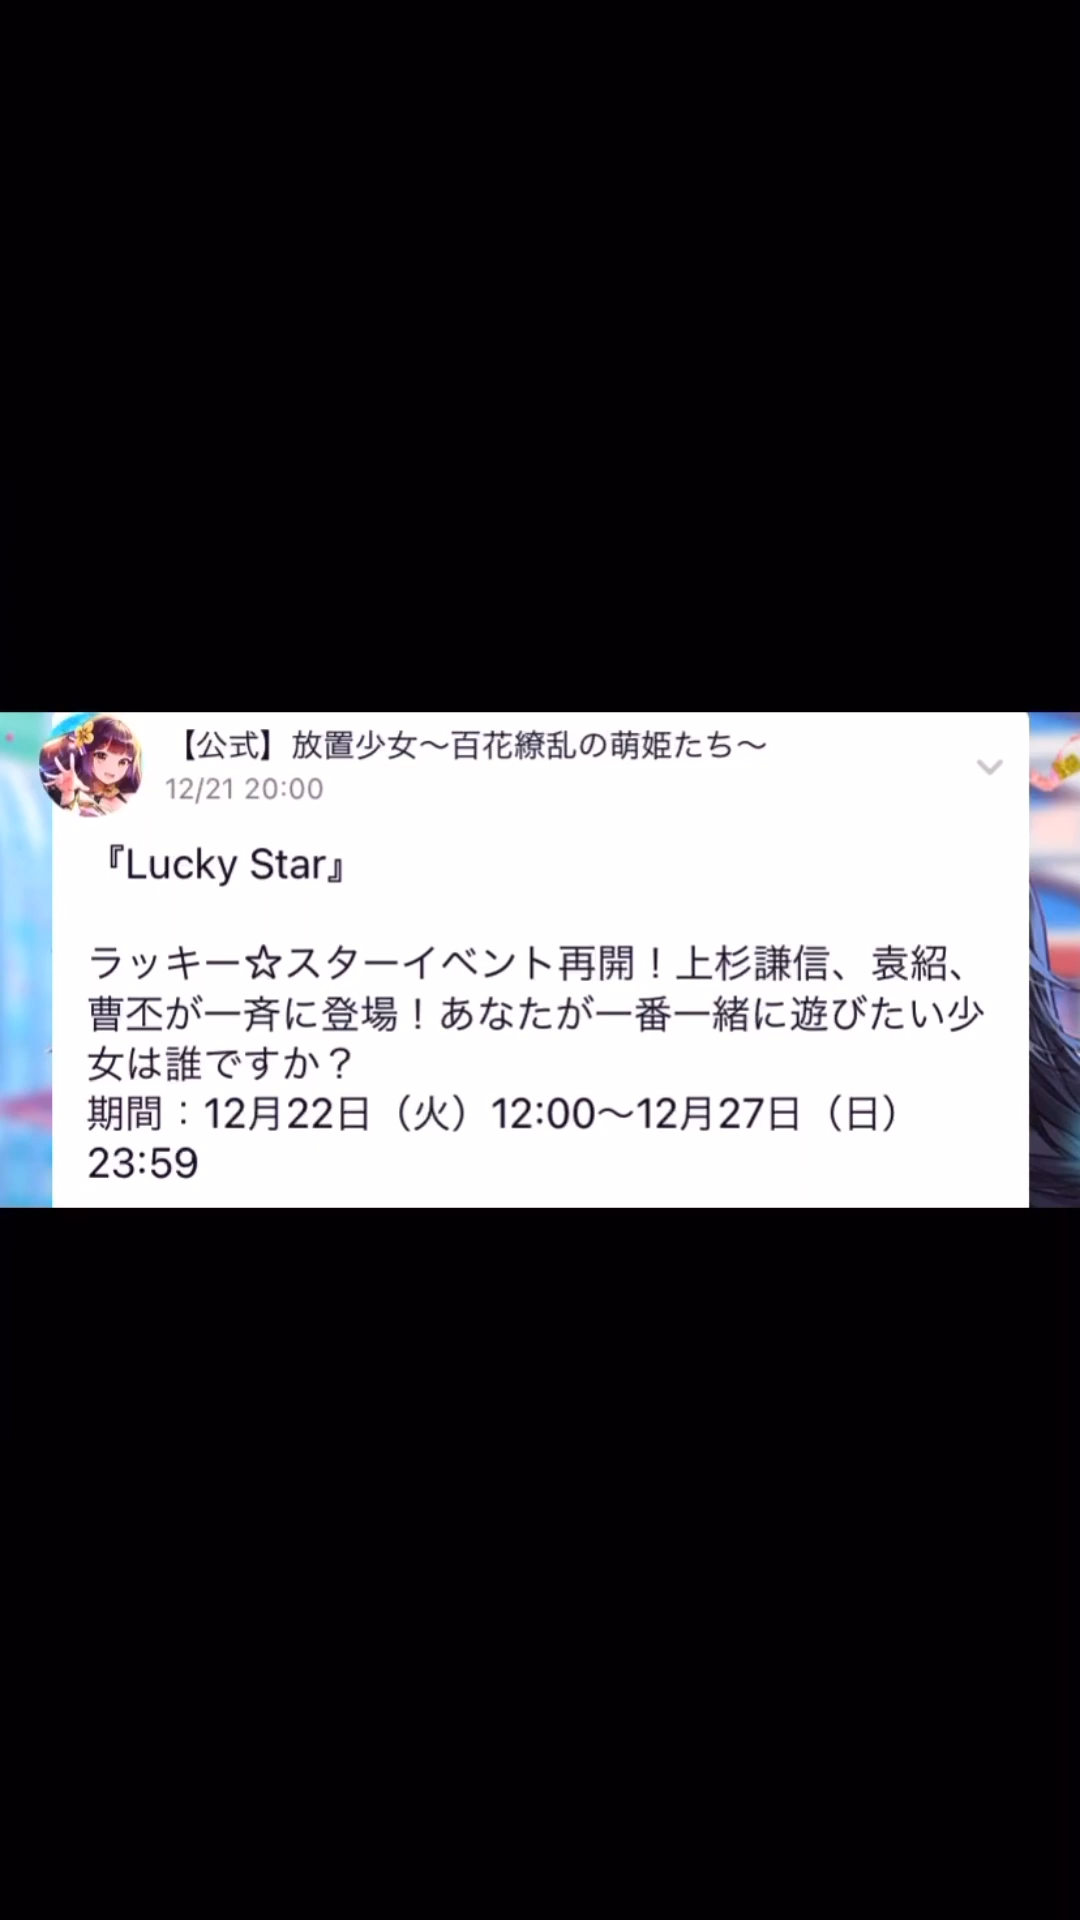 【公式】放置少女〜百花繚乱の萌姫たち〜
12/21 20:00
『Lucky Star』
ラッキー☆スターイベント再開！上杉謙信、袁紹、
曹丕が一斉に登場！あなたが一番一緒に遊びたい少
女は誰ですか？
期間：12月22日（火）12:00〜12月27日（日）
23:59